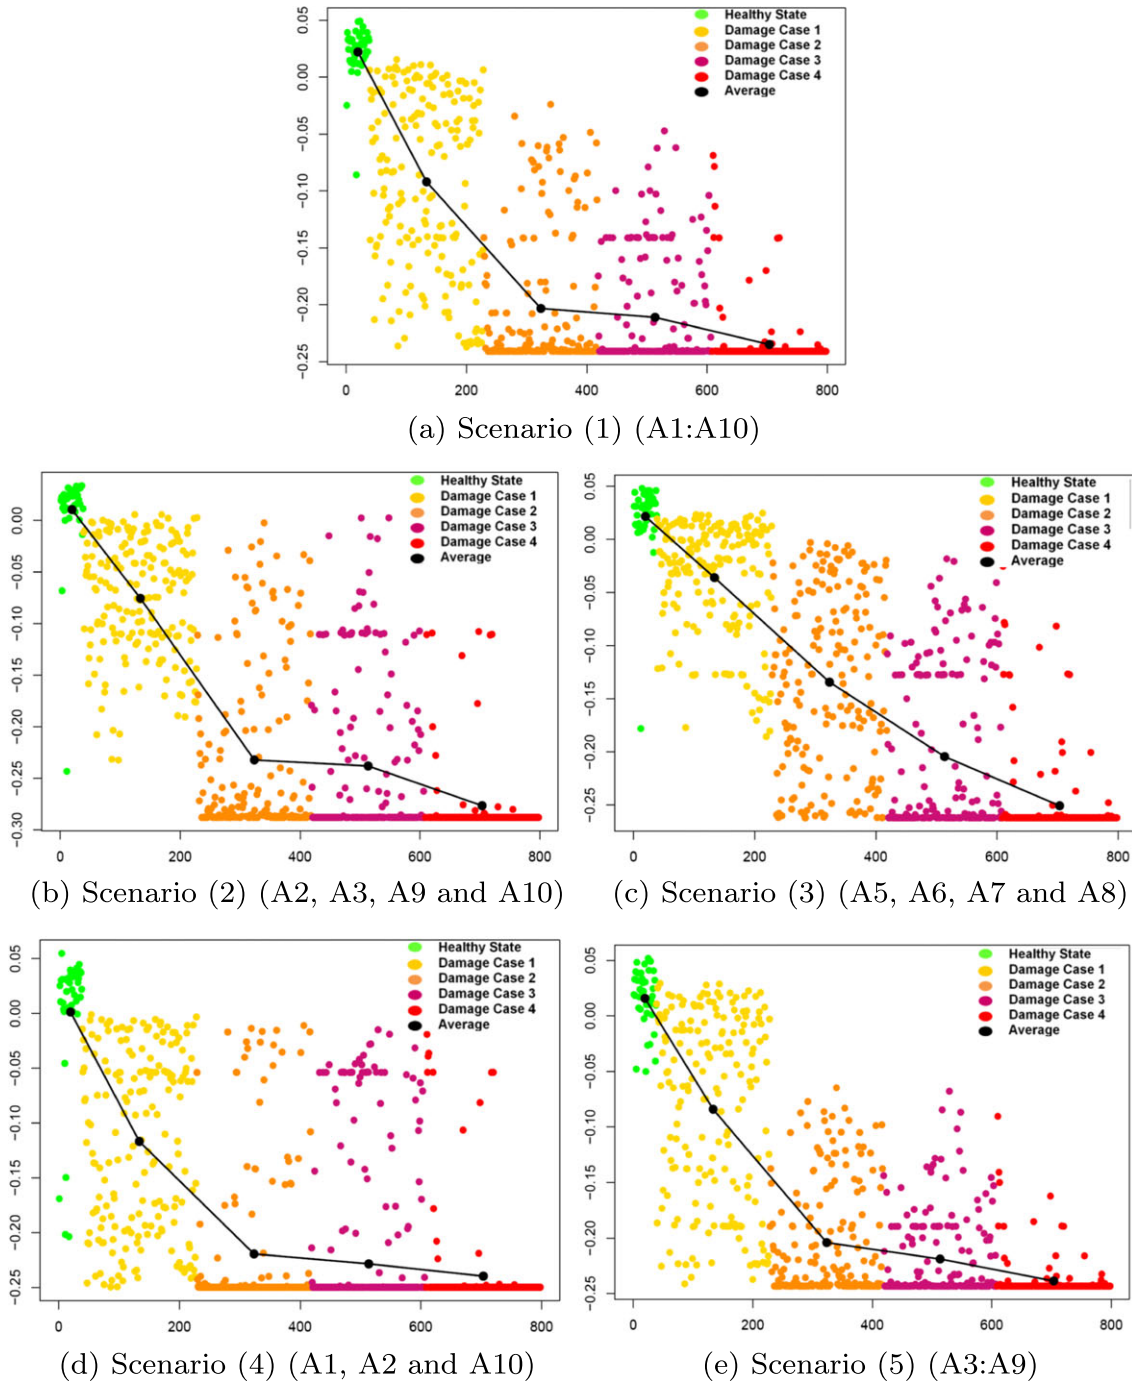 0.05
0.00
−0.05
−0.10
−0.15
−0.20
−0.25
Healthy State
Damage Case 1
Damage Case 2
Damage Case 3
Damage Case 4
Average
0 200 400 600 800
(a) Scenario (1) (A1:A10)
0.00
−0.05
−0.10
−0.15
−0.20
−0.25
−0.30
Healthy State
Damage Case 1
Damage Case 2
Damage Case 3
Damage Case 4
Average
0 200 400 600 800
(b) Scenario (2) (A2, A3, A9 and A10)
0.05
0.00
−0.05
−0.10
−0.15
−0.20
−0.25
Healthy State
Damage Case 1
Damage Case 2
Damage Case 3
Damage Case 4
Average
0 200 400 600 800
(c) Scenario (3) (A5, A6, A7 and A8)
0.05
0.00
−0.05
−0.10
−0.15
−0.20
−0.25
Healthy State
Damage Case 1
Damage Case 2
Damage Case 3
Damage Case 4
Average
0 200 400 600 800
(d) Scenario (4) (A1, A2 and A10)
0.05
0.00
−0.05
−0.10
−0.15
−0.20
−0.25
Healthy State
Damage Case 1
Damage Case 2
Damage Case 3
Damage Case 4
Average
0 200 400 600 800
(e) Scenario (5) (A3:A9)